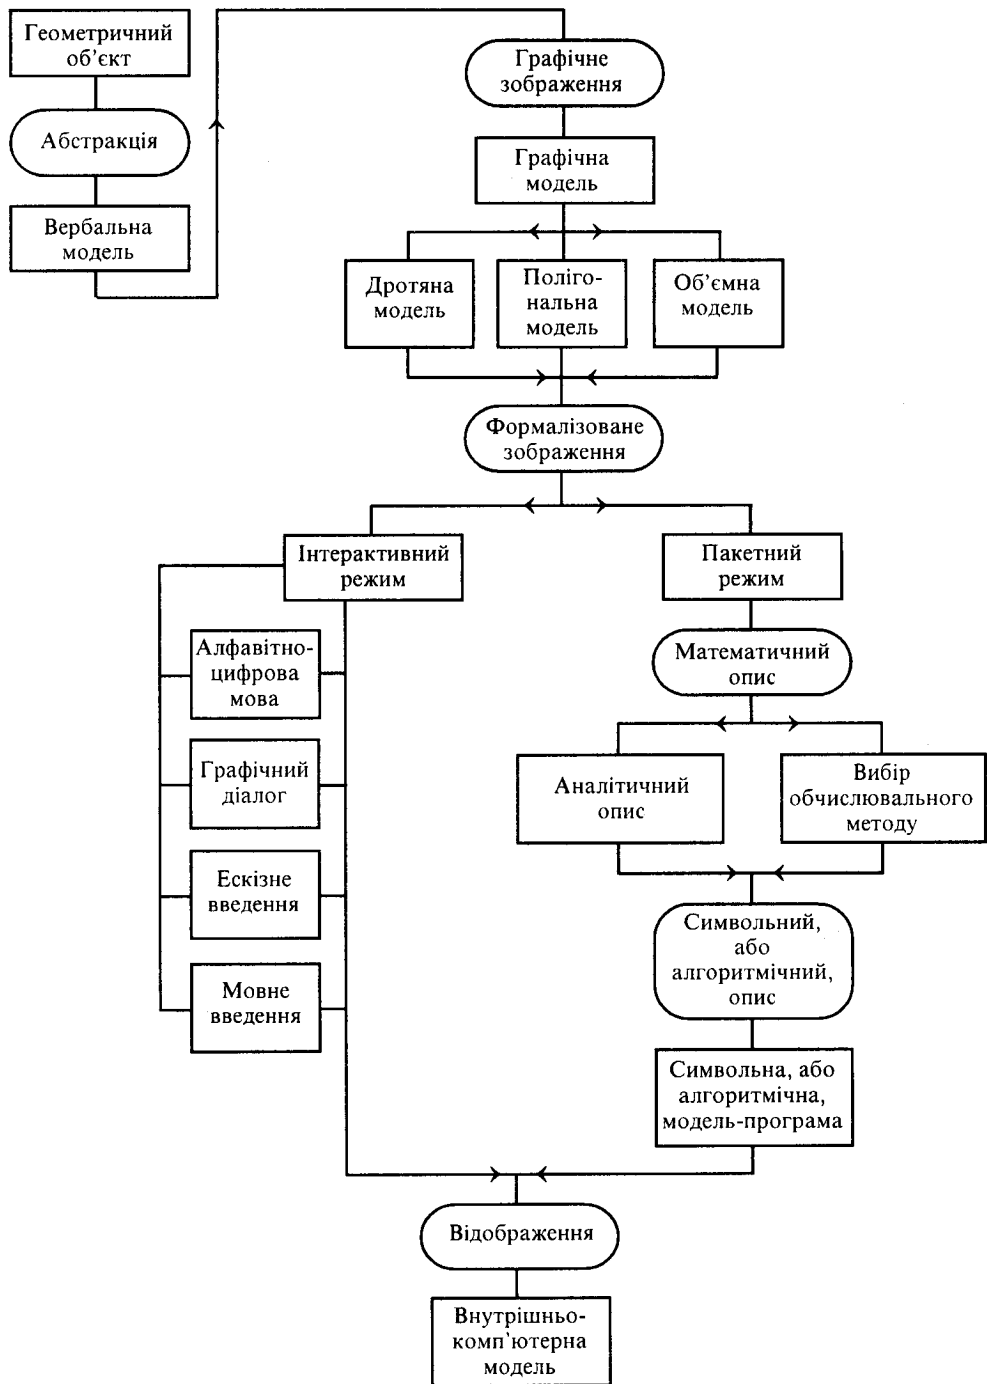 Геометричний
об’єкт
Абстракція
Вербальна
модель
Графічне
зображення
Графічна
модель
Дротяна
модель
Поліго-
нальна
модель
Об’ємна
модель
Формалізоване
зображення
Інтерактивний
режим
Алфавітно-
цифрова
мова
Графічний
діалог
Ескізне
введення
Мовне
введення
Пакетний
режим
Математичний
опис
Аналітичний
опис
Вибір
обчислювального
методу
Символьний,
або
алгоритмічний,
опис
Символьна, або
алгоритмічна,
модель-програма
Відображення
Внутрішньо-
комп’ютерна
модель